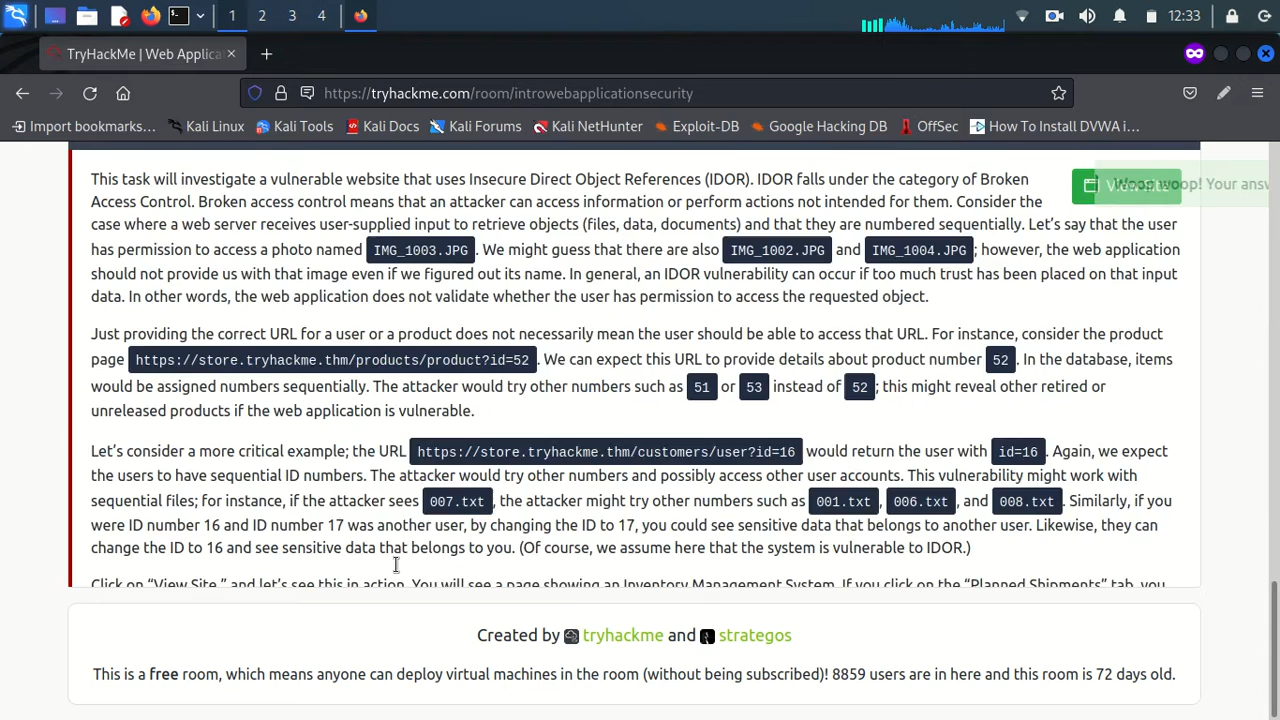 1 2 3 4 12:33
TryHackMe | Web Applica
https://tryhackme.com/room/introwebapplicationsecurity
Import bookmarks… Kali Linux Kali Tools Kali Docs Kali Forums Kali NetHunter Exploit-DB Google Hacking DB OffSec How To Install DVWA i…
This task will investigate a vulnerable website that uses Insecure Direct Object References (IDOR). IDOR falls under the category of Broken
Access Control. Broken access control means that an attacker can access information or perform actions not intended for them. Consider the
case where a web server receives user-supplied input to retrieve objects (files, data, documents) and that they are numbered sequentially. Let’s say that the user
has permission to access a photo named IMG_1003.JPG. We might guess that there are also IMG_1002.JPG and IMG_1004.JPG; however, the web application
should not provide us with that image even if we figured out its name. In general, an IDOR vulnerability can occur if too much trust has been placed on that input
data. In other words, the web application does not validate whether the user has permission to access the requested object.
Woop woop! Your answ
Just providing the correct URL for a user or a product does not necessarily mean the user should be able to access that URL. For instance, consider the product
page https://store.tryhackme.thm/products/product?id=52. We can expect this URL to provide details about product number 52. In the database, items
would be assigned numbers sequentially. The attacker would try other numbers such as 51 or 53 instead of 52; this might reveal other retired or
unreleased products if the web application is vulnerable.
Let’s consider a more critical example; the URL https://store.tryhackme.thm/customers/user?id=16 would return the user with id=16. Again, we expect
the users to have sequential ID numbers. The attacker would try other numbers and possibly access other user accounts. This vulnerability might work with
sequential files; for instance, if the attacker sees 007.txt, the attacker might try other numbers such as 001.txt, 006.txt, and 008.txt. Similarly, if you
were ID number 16 and ID number 17 was another user, by changing the ID to 17, you could see sensitive data that belongs to another user. Likewise, they can
change the ID to 16 and see sensitive data that belongs to you. (Of course, we assume here that the system is vulnerable to IDOR.)
Click on “View Site ” and let’s see this in action. You will see a page showing an Inventory Management System. If you click on the “Planned Shipments” tab, you
Created by tryhackme and strategos
This is a free room, which means anyone can deploy virtual machines in the room (without being subscribed)! 8859 users are in here and this room is 72 days old.